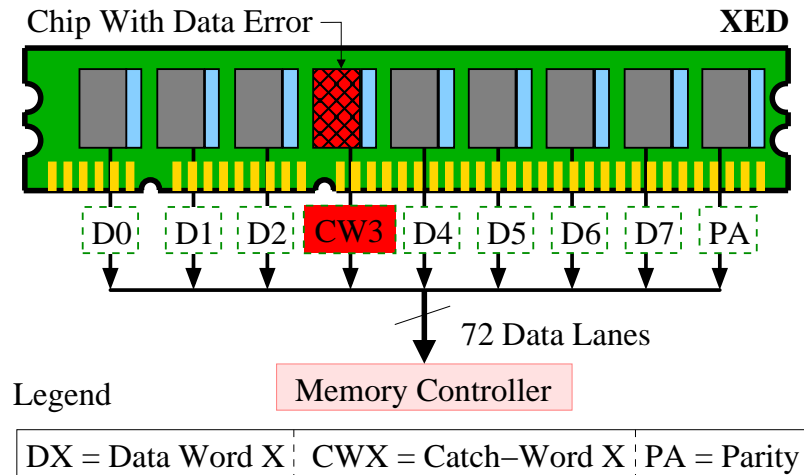 Chip With Data Error
XED
D0 D1 D2 CW3 D4 D5 D6 D7 PA
72 Data Lanes
Memory Controller
Legend
DX = Data Word X CWX = Catch−Word X PA = Parity